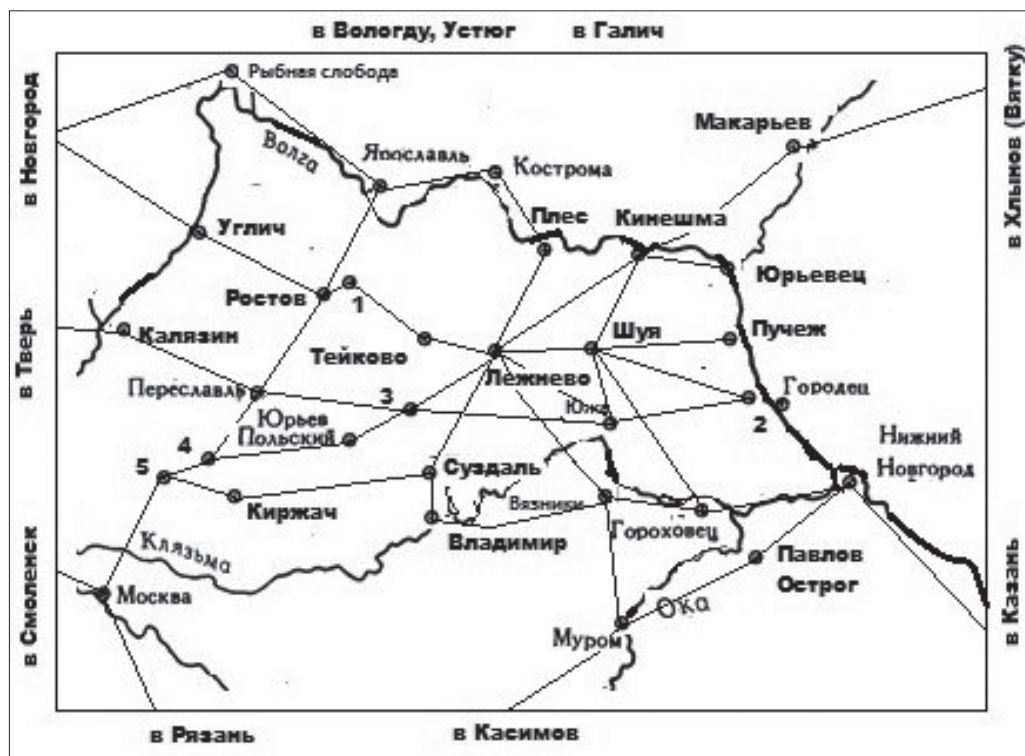 в Вологду, Устюг
в Галич
в Новгород
в Хлынов (Вятку)
Рыбная слобода
Макарьев
Волга
Ярославль
Кострома
Плес
Кинешма
Углич
Юрьевец
Ростов
1
Шуя
Пучеж
Калязин
Тейково
Лежнево
в Тверь
Переславль
3
Южа
Городец
2
Юрьев
Польский
4
5
Нижний
Новгород
Суздаль
Киржач
Вязники
Гороховец
Владимир
Клязьма
Павлов
Острог
Москва
Ока
Муром
в Смоленск
в Казань
в Рязань
в Касимов